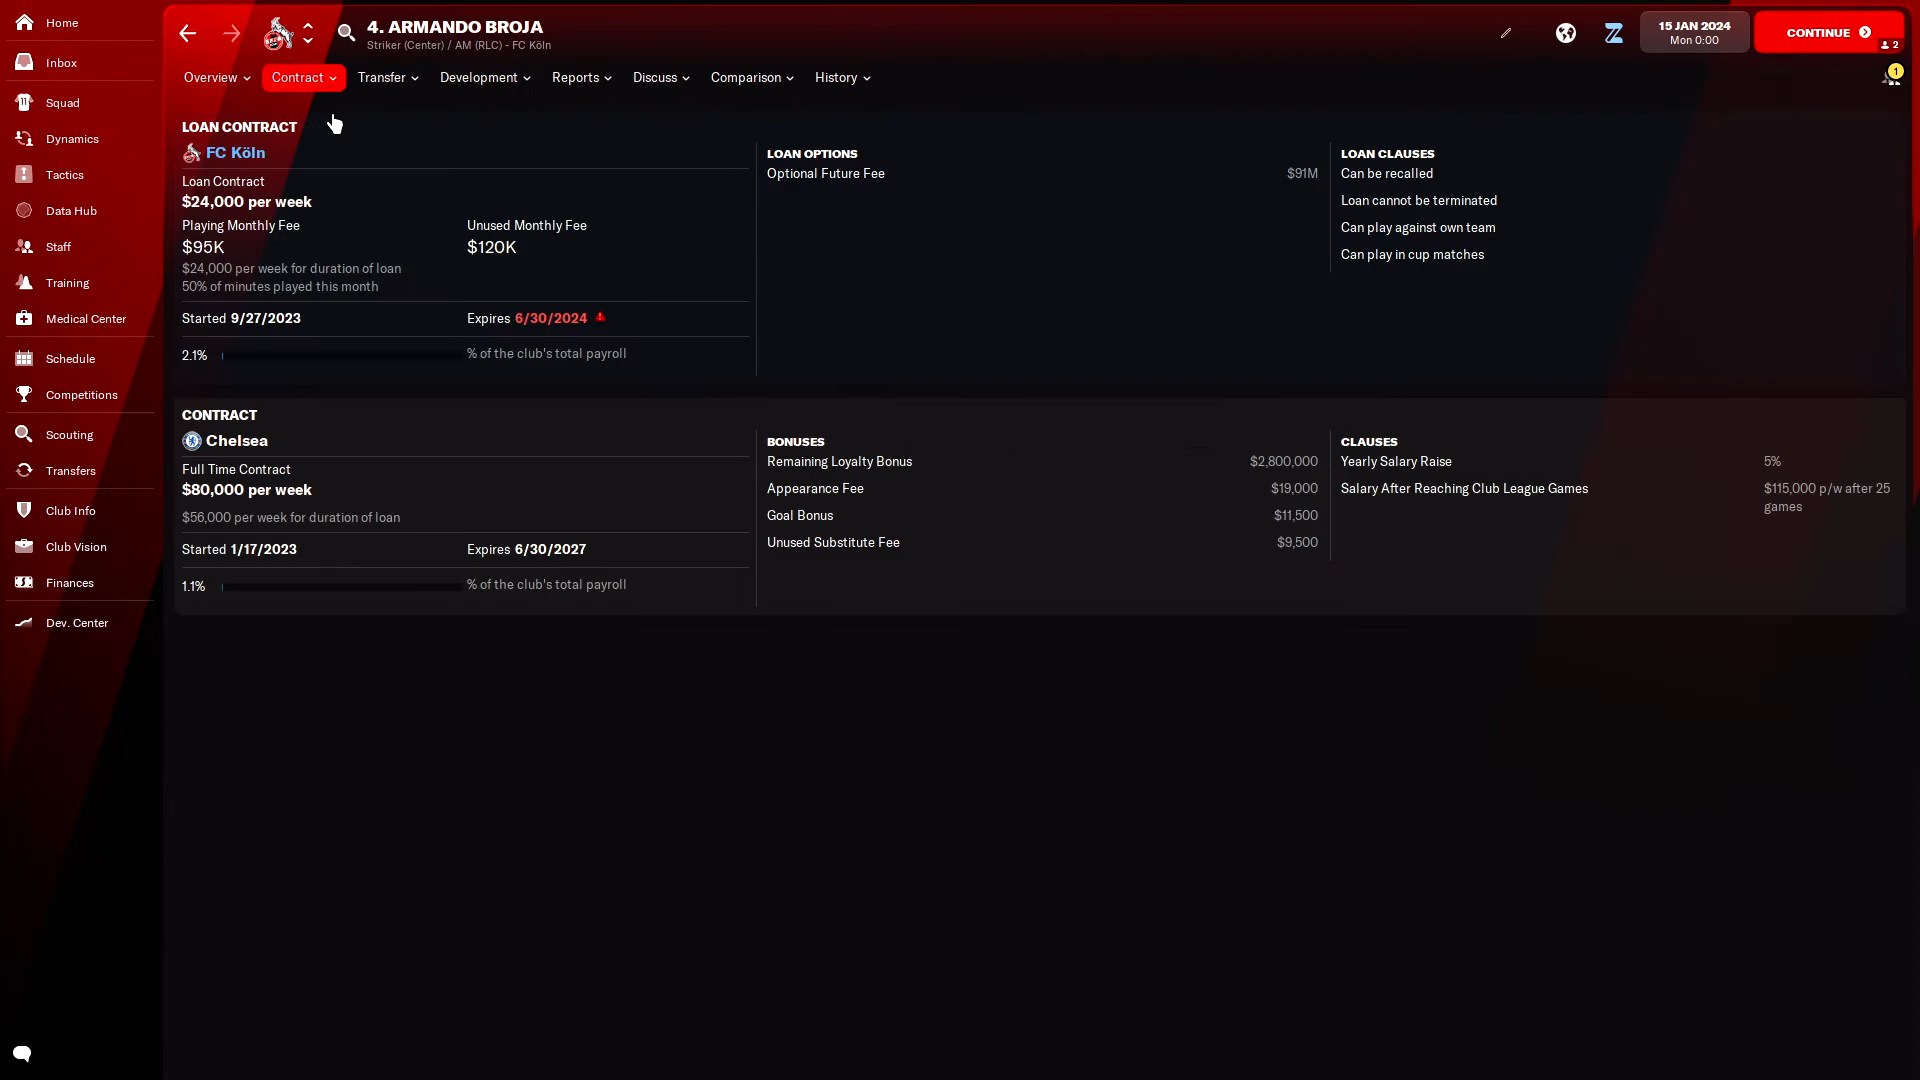 Home
Inbox
Squad
Dynamics
Tactics
Data Hub
Staff
Training
Medical Center
Schedule
Competitions
Scouting
Transfers
Club Info
Club Vision
Finances
Dev. Center
4. ARMANDO BROJA
Striker (Center) / AM (RLC) - FC Köln
15 JAN 2024
Mon 0:00
CONTINUE
2
Overview Contract Transfer Development Reports Discuss Comparison History
1
LOAN CONTRACT
FC Köln
Loan Contract
$24,000 per week
Playing Monthly Fee Unused Monthly Fee
$95K $120K
$24,000 per week for duration of loan
50% of minutes played this month
Started 9/27/2023 Expires 6/30/2024
2.1% % of the club's total payroll
LOAN OPTIONS
Optional Future Fee $91M
LOAN CLAUSES
Can be recalled
Loan cannot be terminated
Can play against own team
Can play in cup matches
CONTRACT
Chelsea
Full Time Contract
$80,000 per week
$56,000 per week for duration of loan
Started 1/17/2023 Expires 6/30/2027
1.1% % of the club's total payroll
BONUSES
Remaining Loyalty Bonus $2,800,000
Appearance Fee $19,000
Goal Bonus $11,500
Unused Substitute Fee $9,500
CLAUSES
Yearly Salary Raise 5%
Salary After Reaching Club League Games $115,000 p/w after 25
games